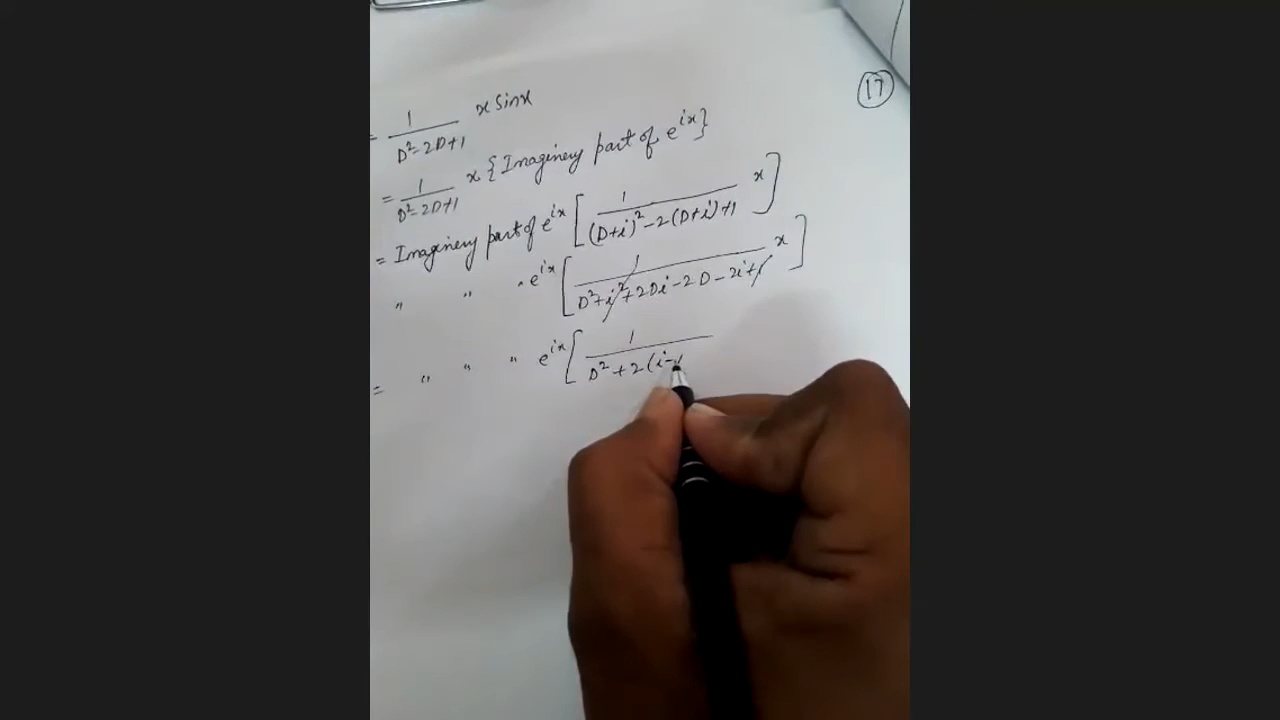 17
= 1/(D²-2D+1) x Sinx
= 1/(D²-2D+1) x {Imaginery part of e^{ix}}
= Imaginery part of e^{ix} [ 1/((D+i)²-2(D+i)+1) x ]
" " " e^{ix} [ 1/(D²+i²+2Di-2D-2i+1) x ]
= " " " e^{ix} [ 1/(D²+2(i-1